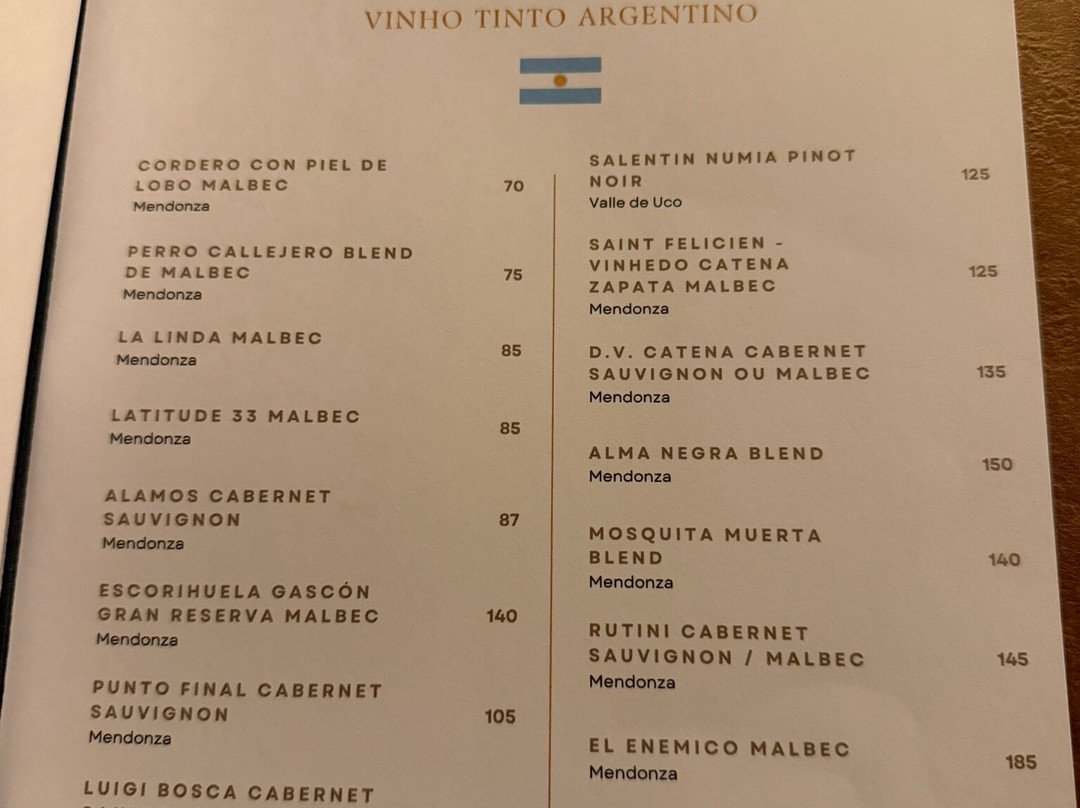 VINHO TINTO ARGENTINO
CORDERO CON PIEL DE
LOBO MALBEC
70
Mendonza
PERRO CALLEJERO BLEND
DE MALBEC
75
Mendonza
LA LINDA MALBEC
85
Mendonza
LATITUDE 33 MALBEC
85
Mendonza
ALAMOS CABERNET
SAUVIGNON
87
Mendonza
ESCORIHUELA GASCÓN
GRAN RESERVA MALBEC
140
Mendonza
PUNTO FINAL CABERNET
SAUVIGNON
105
Mendonza
LUIGI BOSCA CABERNET
SALENTIN NUMIA PINOT
NOIR
125
Valle de Uco
SAINT FELICIEN -
VINHEDO CATENA
ZAPATA MALBEC
125
Mendonza
D.V. CATENA CABERNET
SAUVIGNON OU MALBEC
135
Mendonza
ALMA NEGRA BLEND
150
Mendonza
MOSQUITA MUERTA
BLEND
140
Mendonza
RUTINI CABERNET
SAUVIGNON / MALBEC
145
Mendonza
EL ENEMICO MALBEC
185
Mendonza